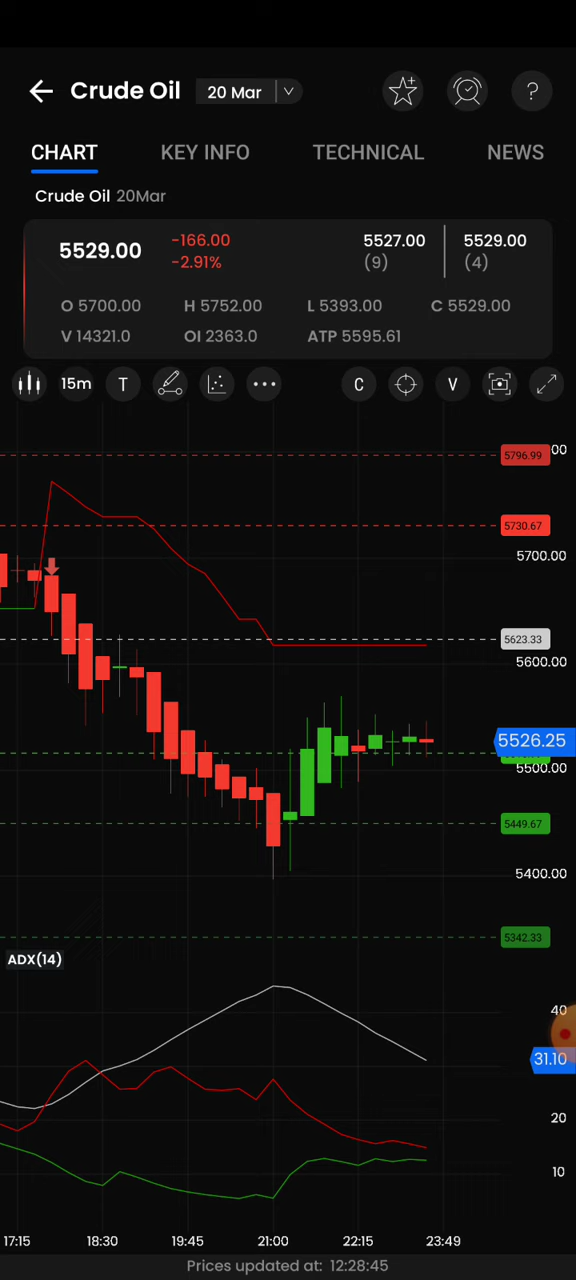 Crude Oil 20 Mar ?
CHART KEY INFO TECHNICAL NEWS
Crude Oil 20Mar
5529.00 -166.00 5527.00 5529.00
-2.91% (9) (4)
O 5700.00 H 5752.00 L 5393.00 C 5529.00
V 14321.0 OI 2363.0 ATP 5595.61
15m T C V
5796.99
5730.67
5700.00
5623.33
5600.00
5526.25
5500.00
5449.67
5400.00
5342.33
ADX(14)
40
31.10
20
10
17:15 18:30 19:45 21:00 22:15 23:49
Prices updated at: 12:28:45